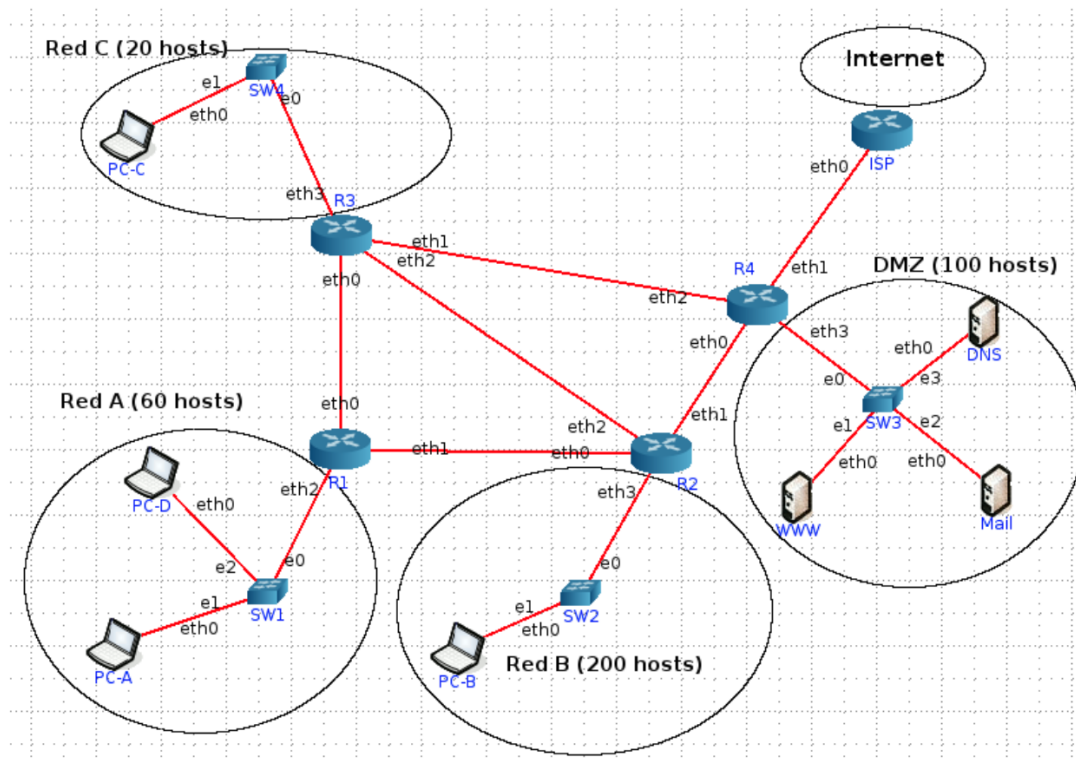 Red C (20 hosts)
Internet
e1
SW4
e0
eth0
PC-C
eth0
ISP
eth3
R3
eth1
eth2
eth0
R4
eth1
DMZ (100 hosts)
eth2
eth3
eth0
eth0
DNS
e0
e3
Red A (60 hosts)
eth0
eth1
SW3
e1
e2
eth2
eth1
eth0
R1
R2
eth2
eth3
eth0
eth0
WWW
Mail
PC-D
eth0
e2
e0
e0
e1
SW1
eth0
PC-A
e1
SW2
eth0
PC-B
Red B (200 hosts)